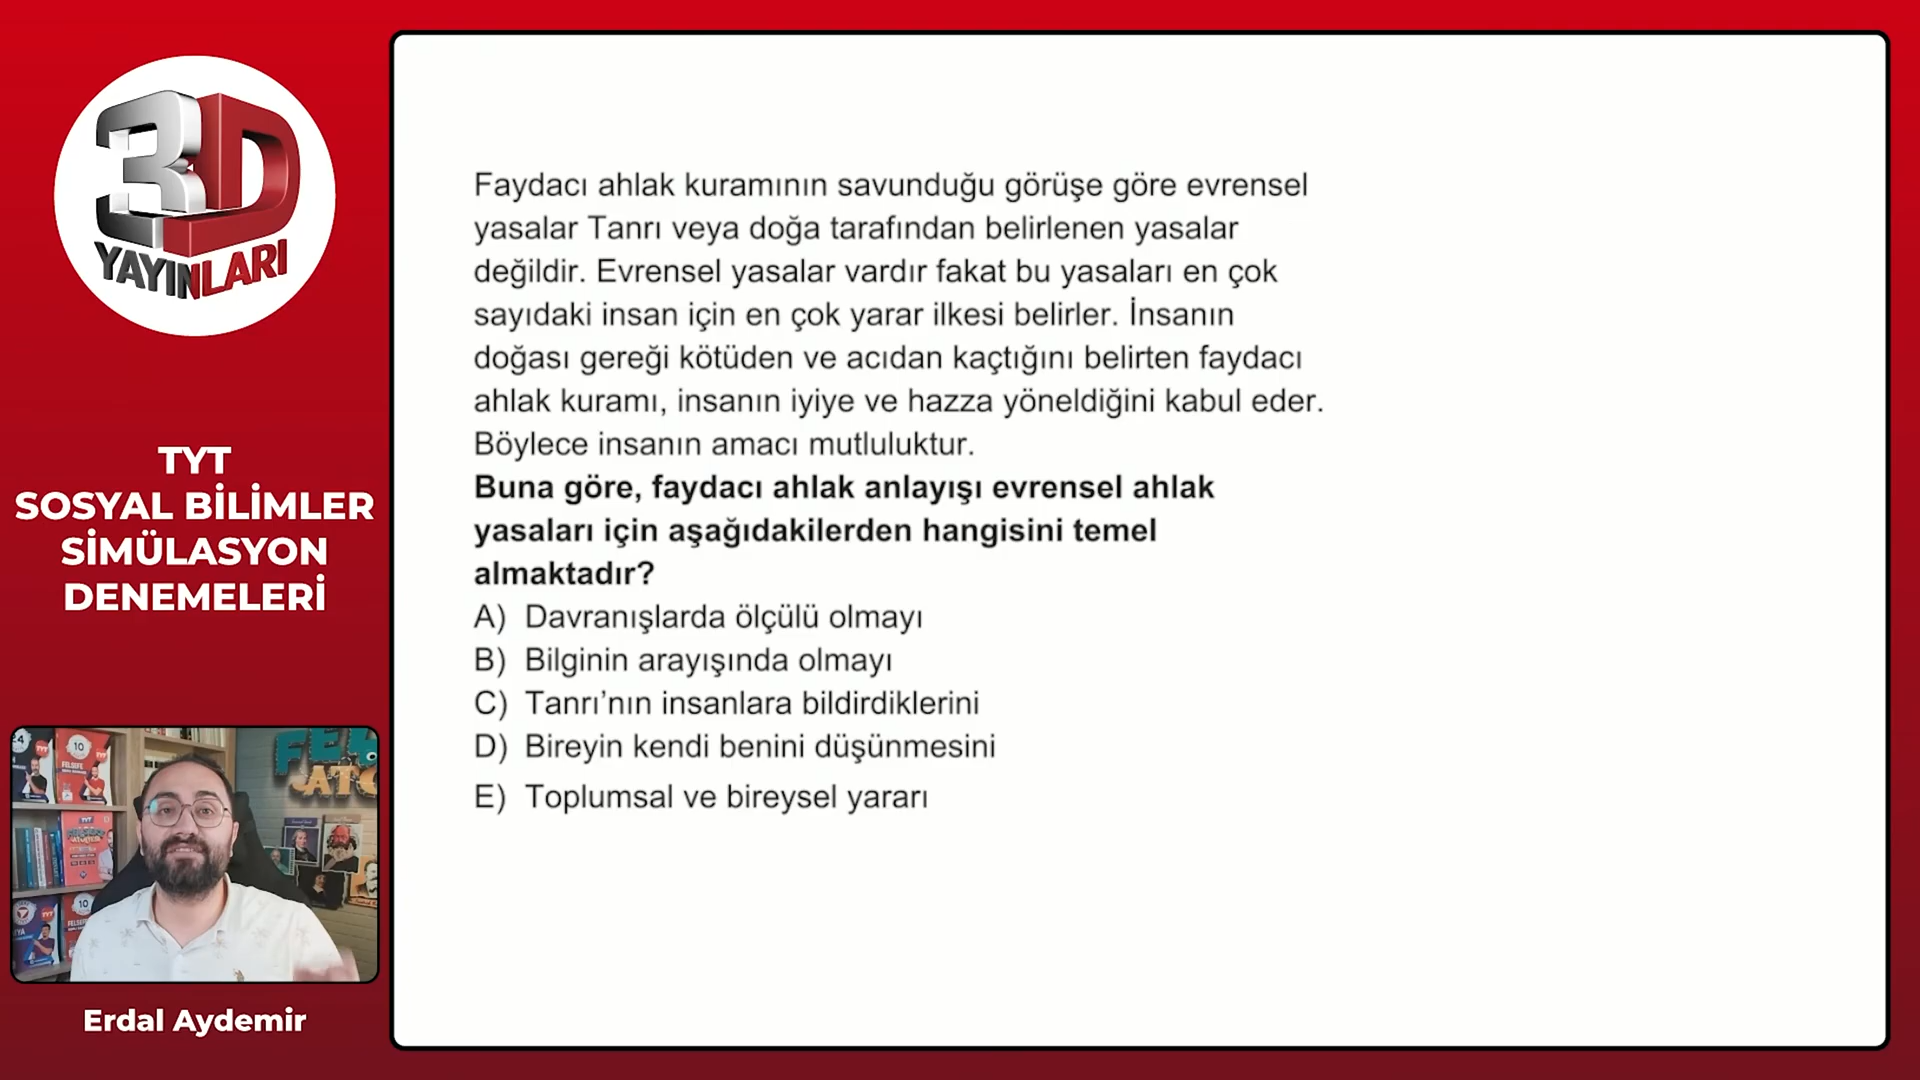 3D
YAYINLARI
TYT
SOSYAL BİLİMLER
SİMÜLASYON
DENEMELERİ
Erdal Aydemir
Faydacı ahlak kuramının savunduğu görüşe göre evrensel
yasalar Tanrı veya doğa tarafından belirlenen yasalar
değildir. Evrensel yasalar vardır fakat bu yasaları en çok
sayıdaki insan için en çok yarar ilkesi belirler. İnsanın
doğası gereği kötüden ve acıdan kaçtığını belirten faydacı
ahlak kuramı, insanın iyiye ve hazza yöneldiğini kabul eder.
Böylece insanın amacı mutluluktur.
Buna göre, faydacı ahlak anlayışı evrensel ahlak
yasaları için aşağıdakilerden hangisini temel
almaktadır?
A) Davranışlarda ölçülü olmayı
B) Bilginin arayışında olmayı
C) Tanrı’nın insanlara bildirdiklerini
D) Bireyin kendi benini düşünmesini
E) Toplumsal ve bireysel yararı